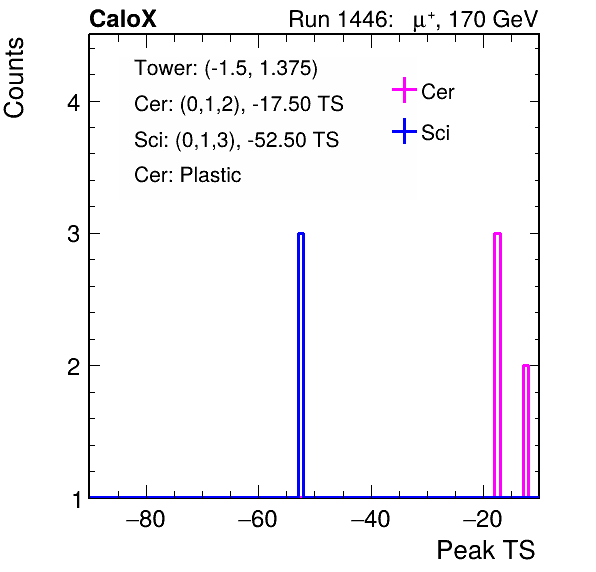 CaloX Run 1446: μ⁺, 170 GeV
Counts
Tower: (-1.5, 1.375)
Cer: (0,1,2), -17.50 TS
Sci: (0,1,3), -52.50 TS
Cer: Plastic
Cer
Sci
4
3
2
1
−80 −60 −40 −20
Peak TS